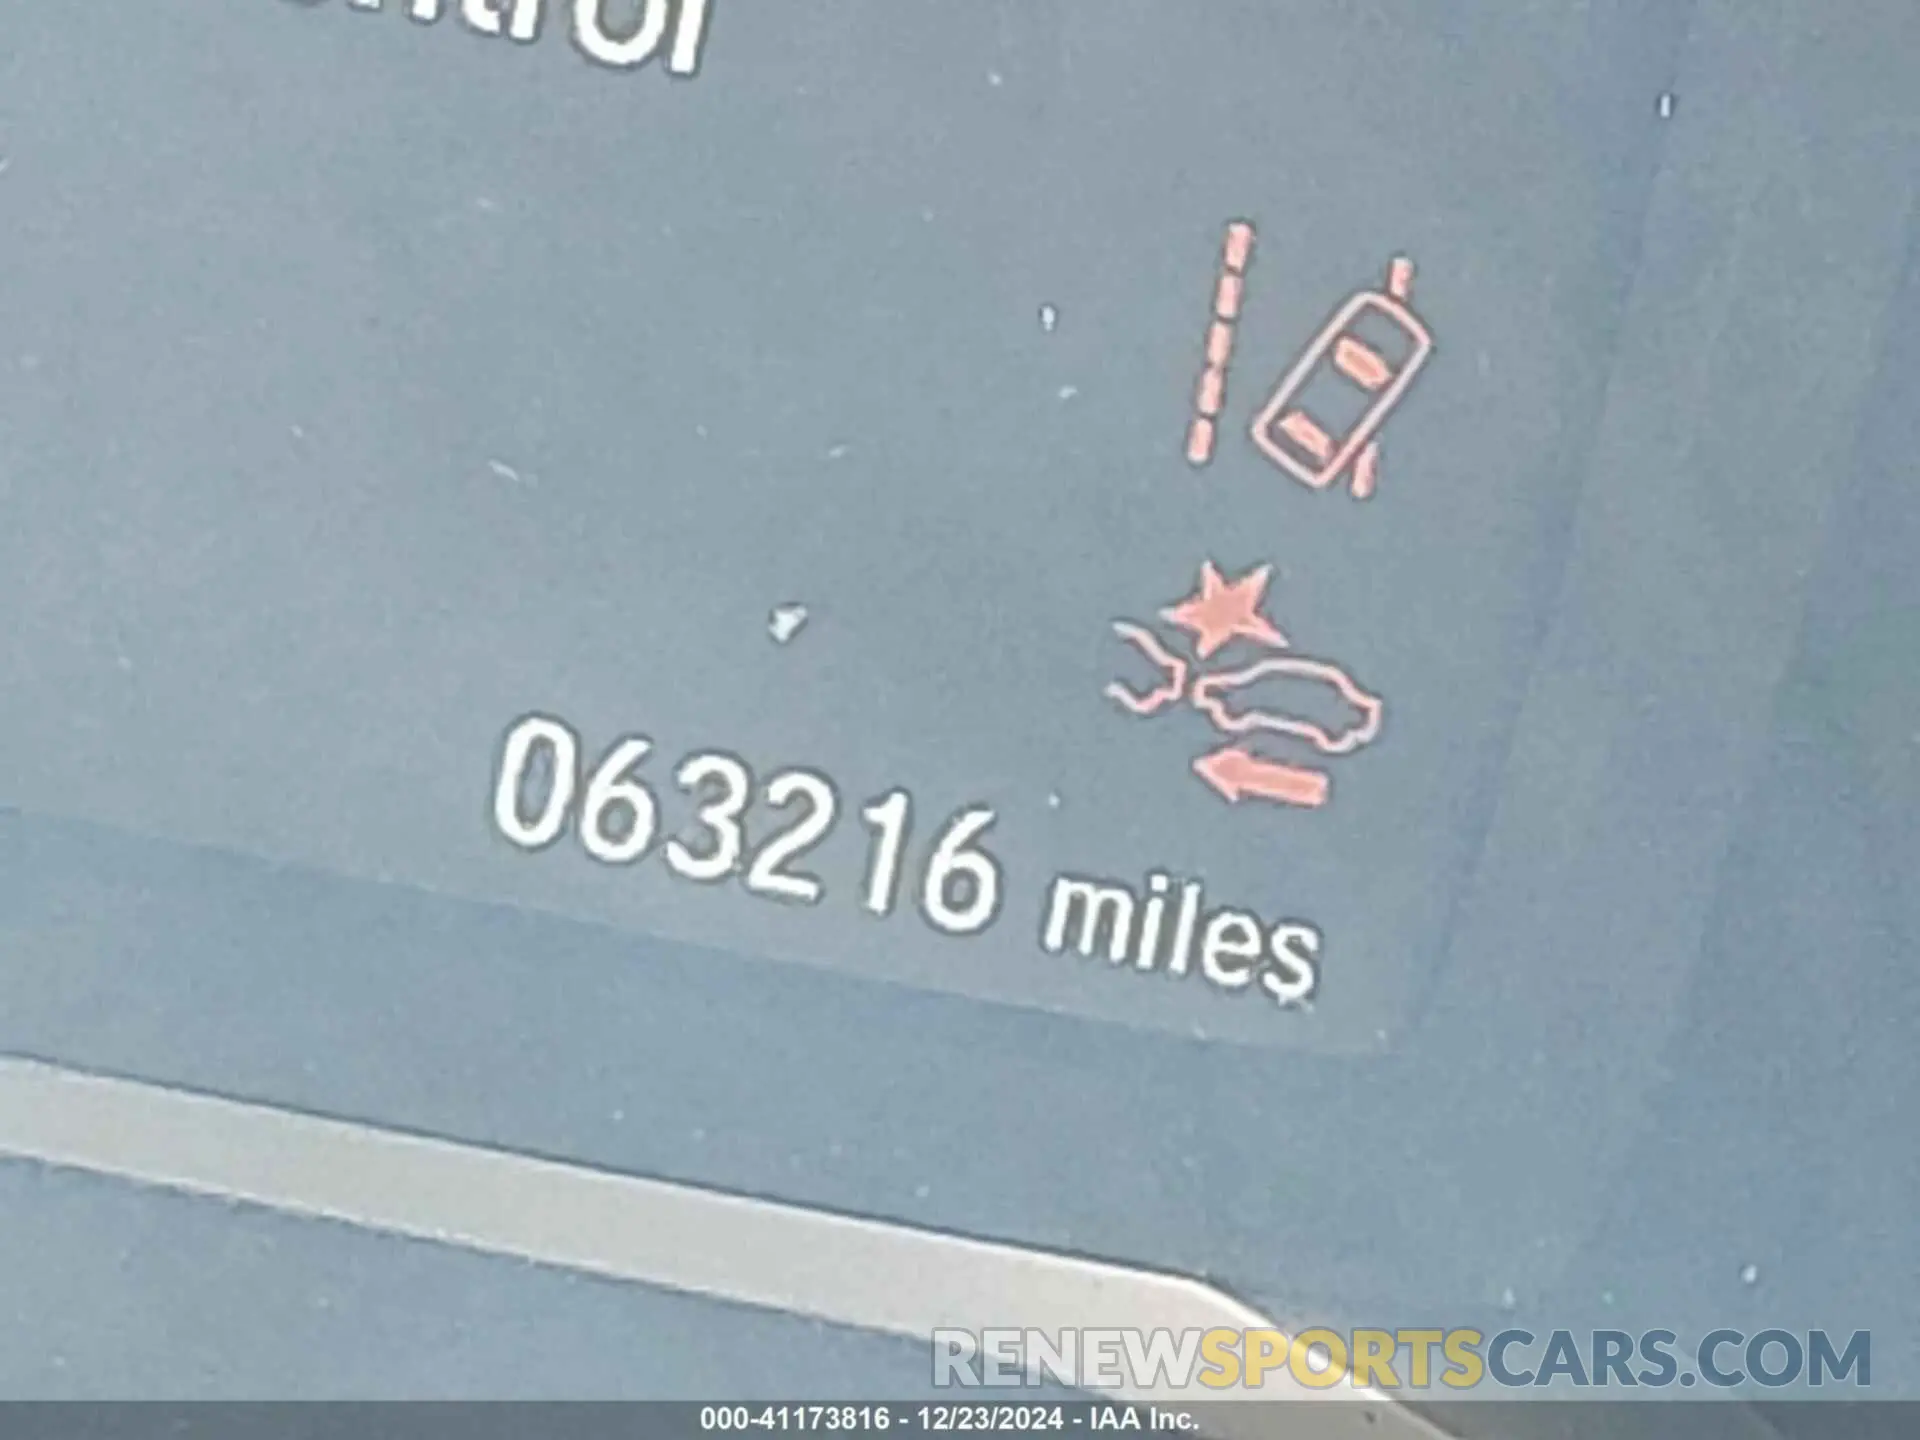 063216 miles
RENEWSPORTSCARS.COM
000-41173816 - 12/23/2024 - IAA Inc.